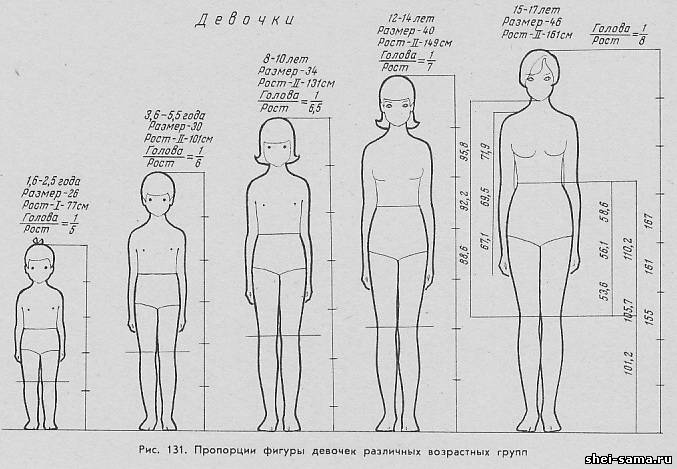 Девочки
1,6-2,5 года
Размер-26
Рост-I-77см
Голова/Рост = 1/5
3,6-5,5 года
Размер-30
Рост-II-101см
Голова/Рост = 1/6
8-10 лет
Размер-34
Рост-II-131см
Голова/Рост = 1/6,5
12-14 лет
Размер-40
Рост-II-149см
Голова/Рост = 1/7
15-17 лет
Размер-46
Рост-II-161см
Голова/Рост = 1/8
95,8
92,2
88,6
71,9
69,5
67,1
58,6
56,1
53,6
110,2
105,7
101,2
167
161
155
Рис. 131. Пропорции фигуры девочек различных возрастных групп
shei-sama.ru